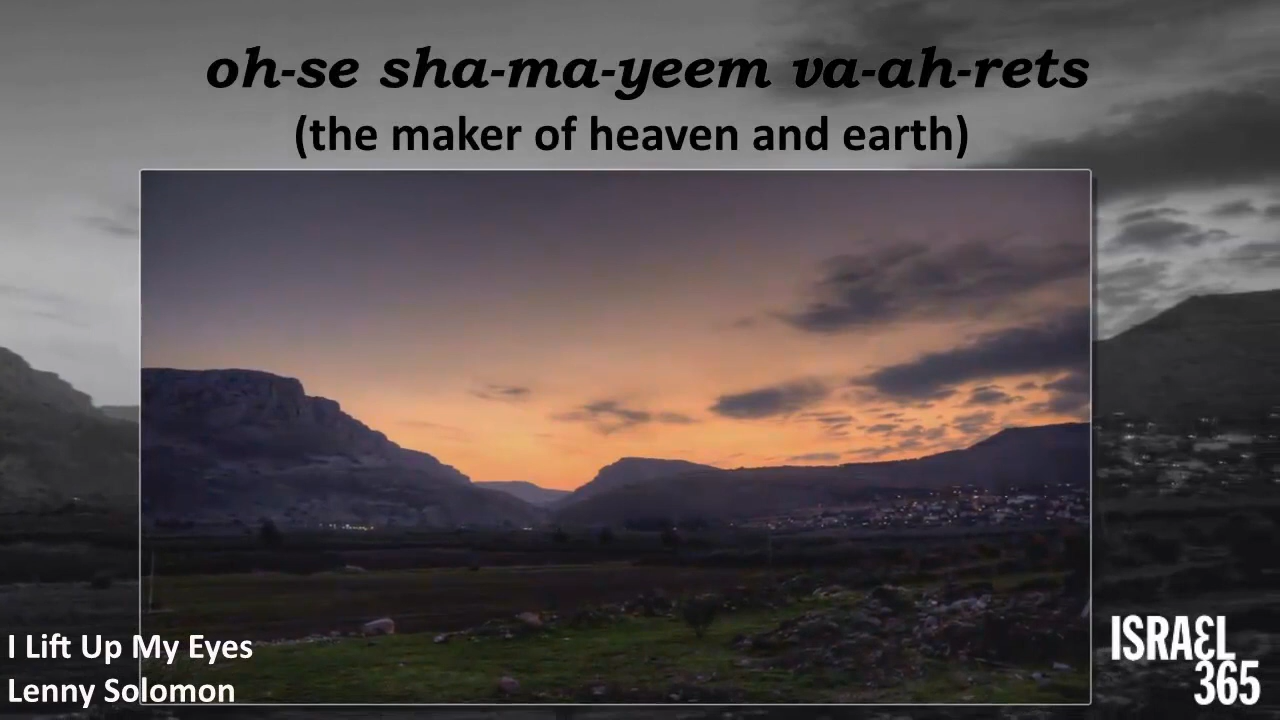 oh-se sha-ma-yeem va-ah-rets
(the maker of heaven and earth)
I Lift Up My Eyes
Lenny Solomon
ISRAEL
365